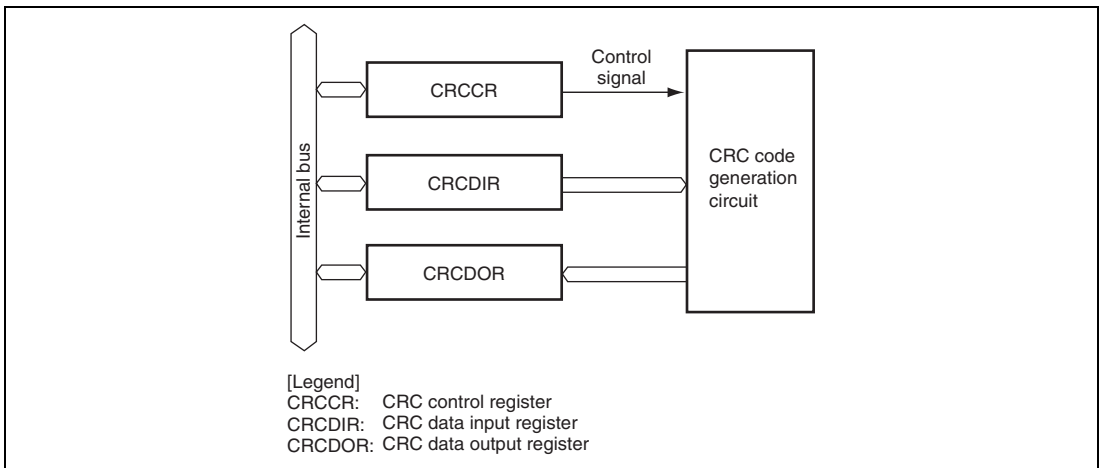 Control
signal
CRCCR
CRCDIR
CRCDOR
Internal bus
CRC code
generation
circuit
[Legend]
CRCCR: CRC control register
CRCDIR: CRC data input register
CRCDOR: CRC data output register